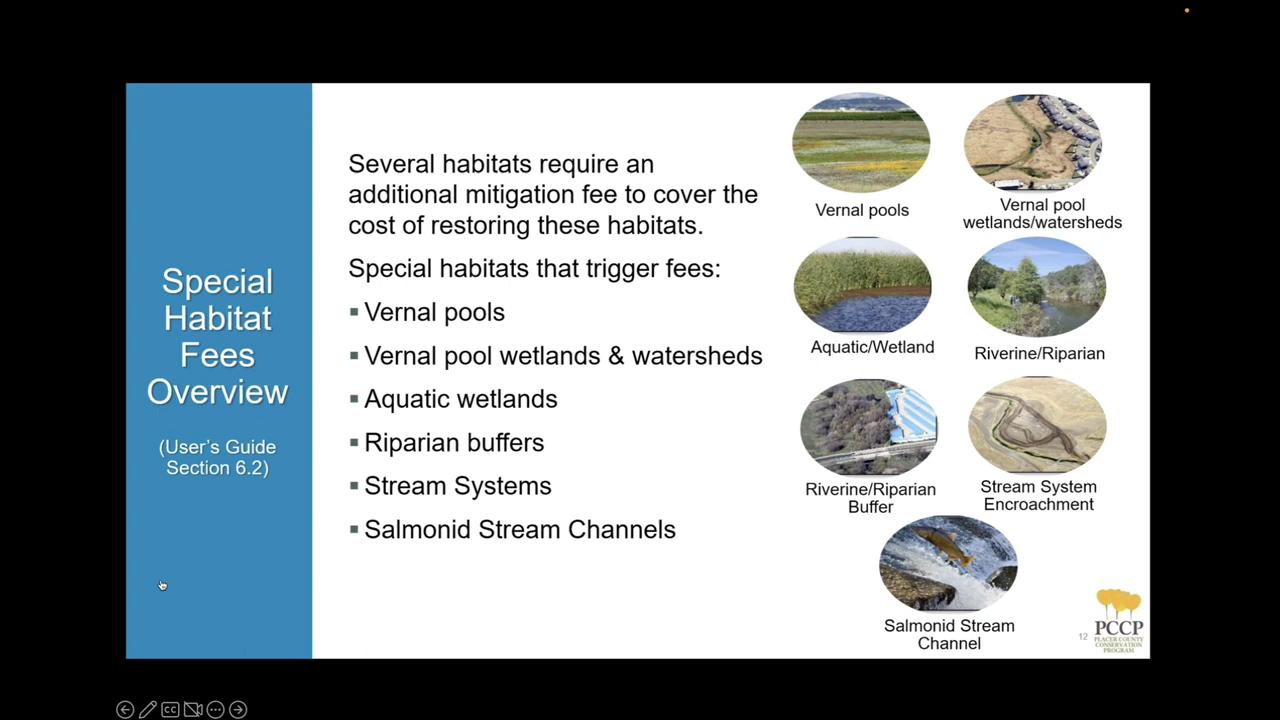 Special
Habitat
Fees
Overview
(User's Guide
Section 6.2)
Several habitats require an
additional mitigation fee to cover the
cost of restoring these habitats.
Special habitats that trigger fees:
▪ Vernal pools
▪ Vernal pool wetlands & watersheds
▪ Aquatic wetlands
▪ Riparian buffers
▪ Stream Systems
▪ Salmonid Stream Channels
Vernal pools
Vernal pool
wetlands/watersheds
Aquatic/Wetland
Riverine/Riparian
Riverine/Riparian
Buffer
Stream System
Encroachment
Salmonid Stream
Channel
12
PCCP
PLACER COUNTY
CONSERVATION
PROGRAM
CC